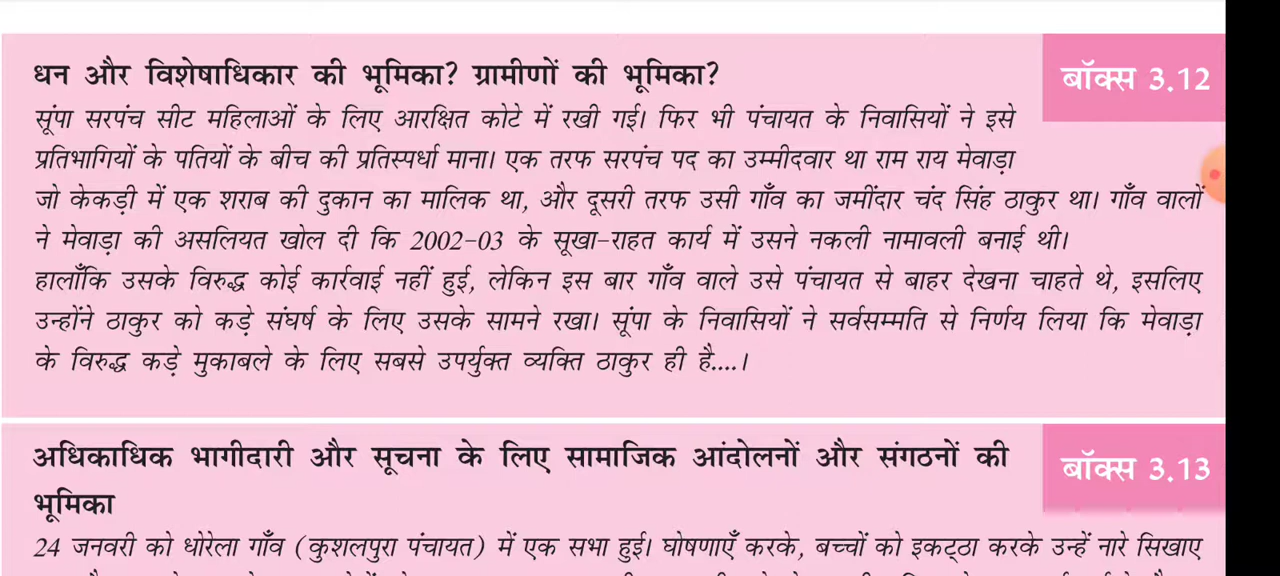 धन और विशेषाधिकार की भूमिका? ग्रामीणों की भूमिका?
बॉक्स 3.12
सूंपा सरपंच सीट महिलाओं के लिए आरक्षित कोटे में रखी गई। फिर भी पंचायत के निवासियों ने इसे
प्रतिभागियों के पतियों के बीच की प्रतिस्पर्धा माना। एक तरफ सरपंच पद का उम्मीदवार था राम राय मेवाड़ा
जो केकड़ी में एक शराब की दुकान का मालिक था, और दूसरी तरफ उसी गाँव का जमींदार चंद सिंह ठाकुर था। गाँव वालों
ने मेवाड़ा की असलियत खोल दी कि 2002-03 के सूखा-राहत कार्य में उसने नकली नामावली बनाई थी।
हालाँकि उसके विरुद्ध कोई कार्रवाई नहीं हुई, लेकिन इस बार गाँव वाले उसे पंचायत से बाहर देखना चाहते थे, इसलिए
उन्होंने ठाकुर को कड़े संघर्ष के लिए उसके सामने रखा। सूंपा के निवासियों ने सर्वसम्मति से निर्णय लिया कि मेवाड़ा
के विरुद्ध कड़े मुकाबले के लिए सबसे उपर्युक्त व्यक्ति ठाकुर ही है....।
अधिकाधिक भागीदारी और सूचना के लिए सामाजिक आंदोलनों और संगठनों की
भूमिका
बॉक्स 3.13
24 जनवरी को धोरेला गाँव (कुशलपुरा पंचायत) में एक सभा हुई। घोषणाएँ करके, बच्चों को इकट्ठा करके उन्हें नारे सिखाए